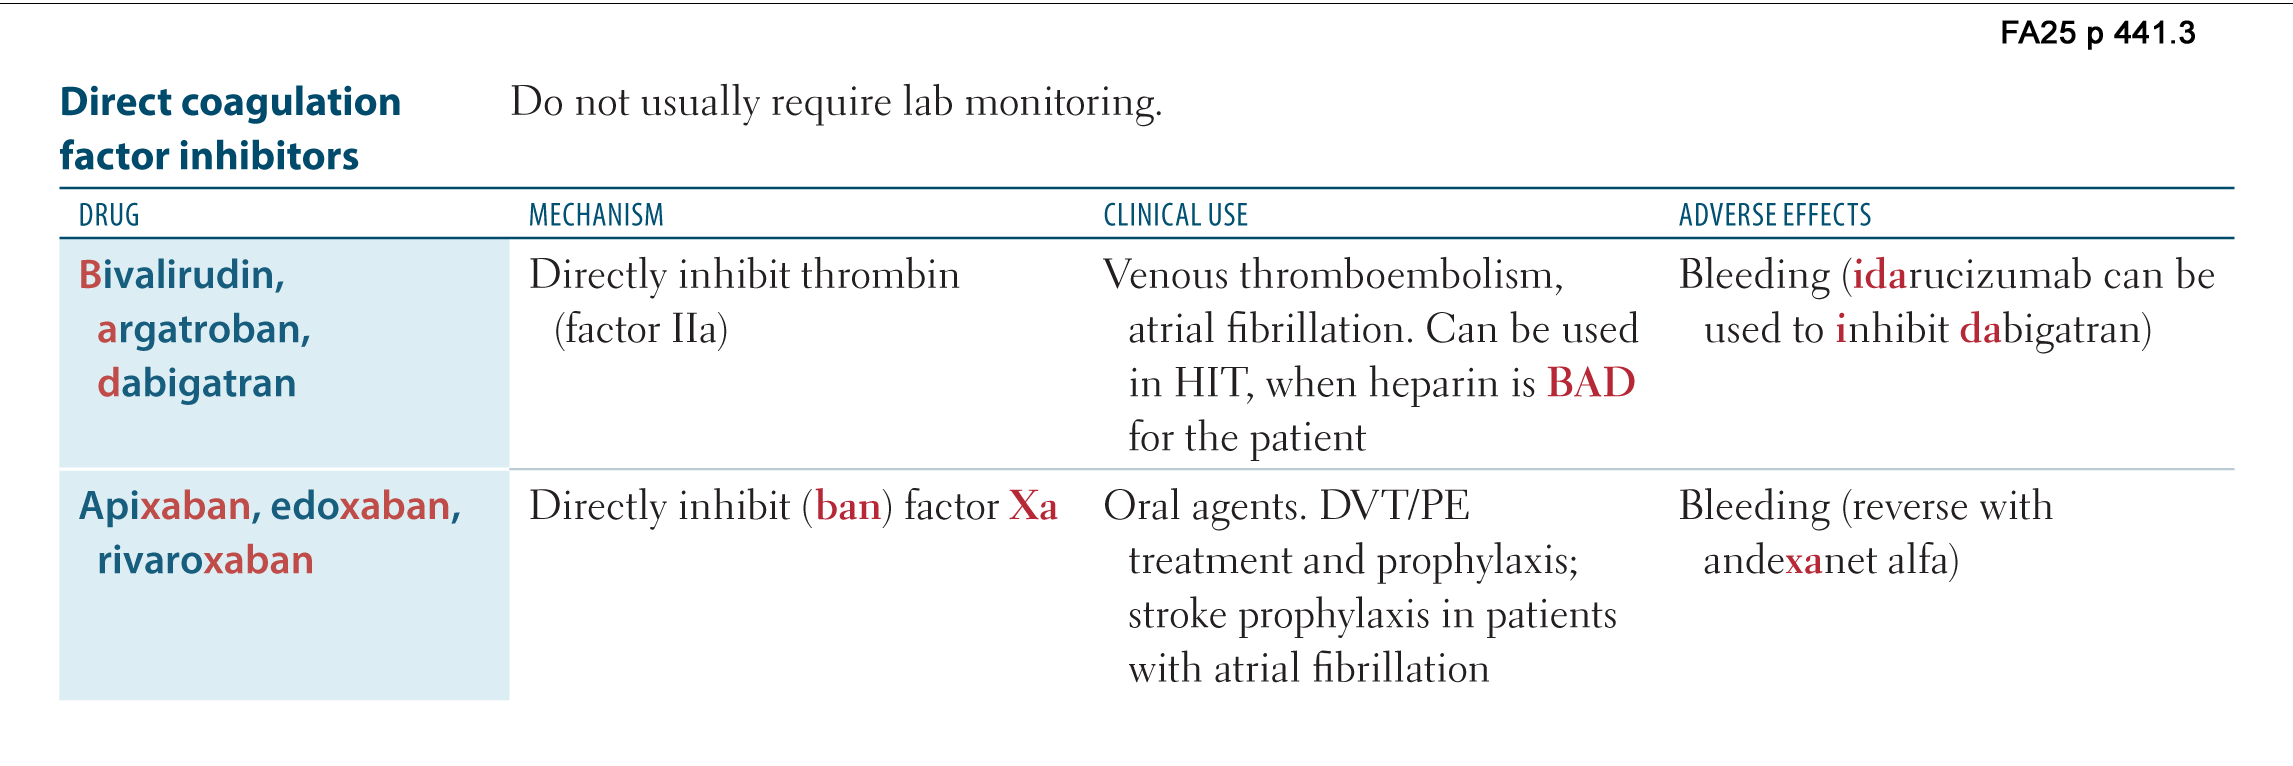 FA25 p 441.3
Direct coagulation
factor inhibitors
Do not usually require lab monitoring.
DRUG
MECHANISM
CLINICAL USE
ADVERSE EFFECTS
Bivalirudin,
argatroban,
dabigatran
Directly inhibit thrombin
(factor IIa)
Venous thromboembolism,
atrial fibrillation. Can be used
in HIT, when heparin is BAD
for the patient
Bleeding (idarucizumab can be
used to inhibit dabigatran)
Apixaban, edoxaban,
rivaroxaban
Directly inhibit (ban) factor Xa
Oral agents. DVT/PE
treatment and prophylaxis;
stroke prophylaxis in patients
with atrial fibrillation
Bleeding (reverse with
andexanet alfa)